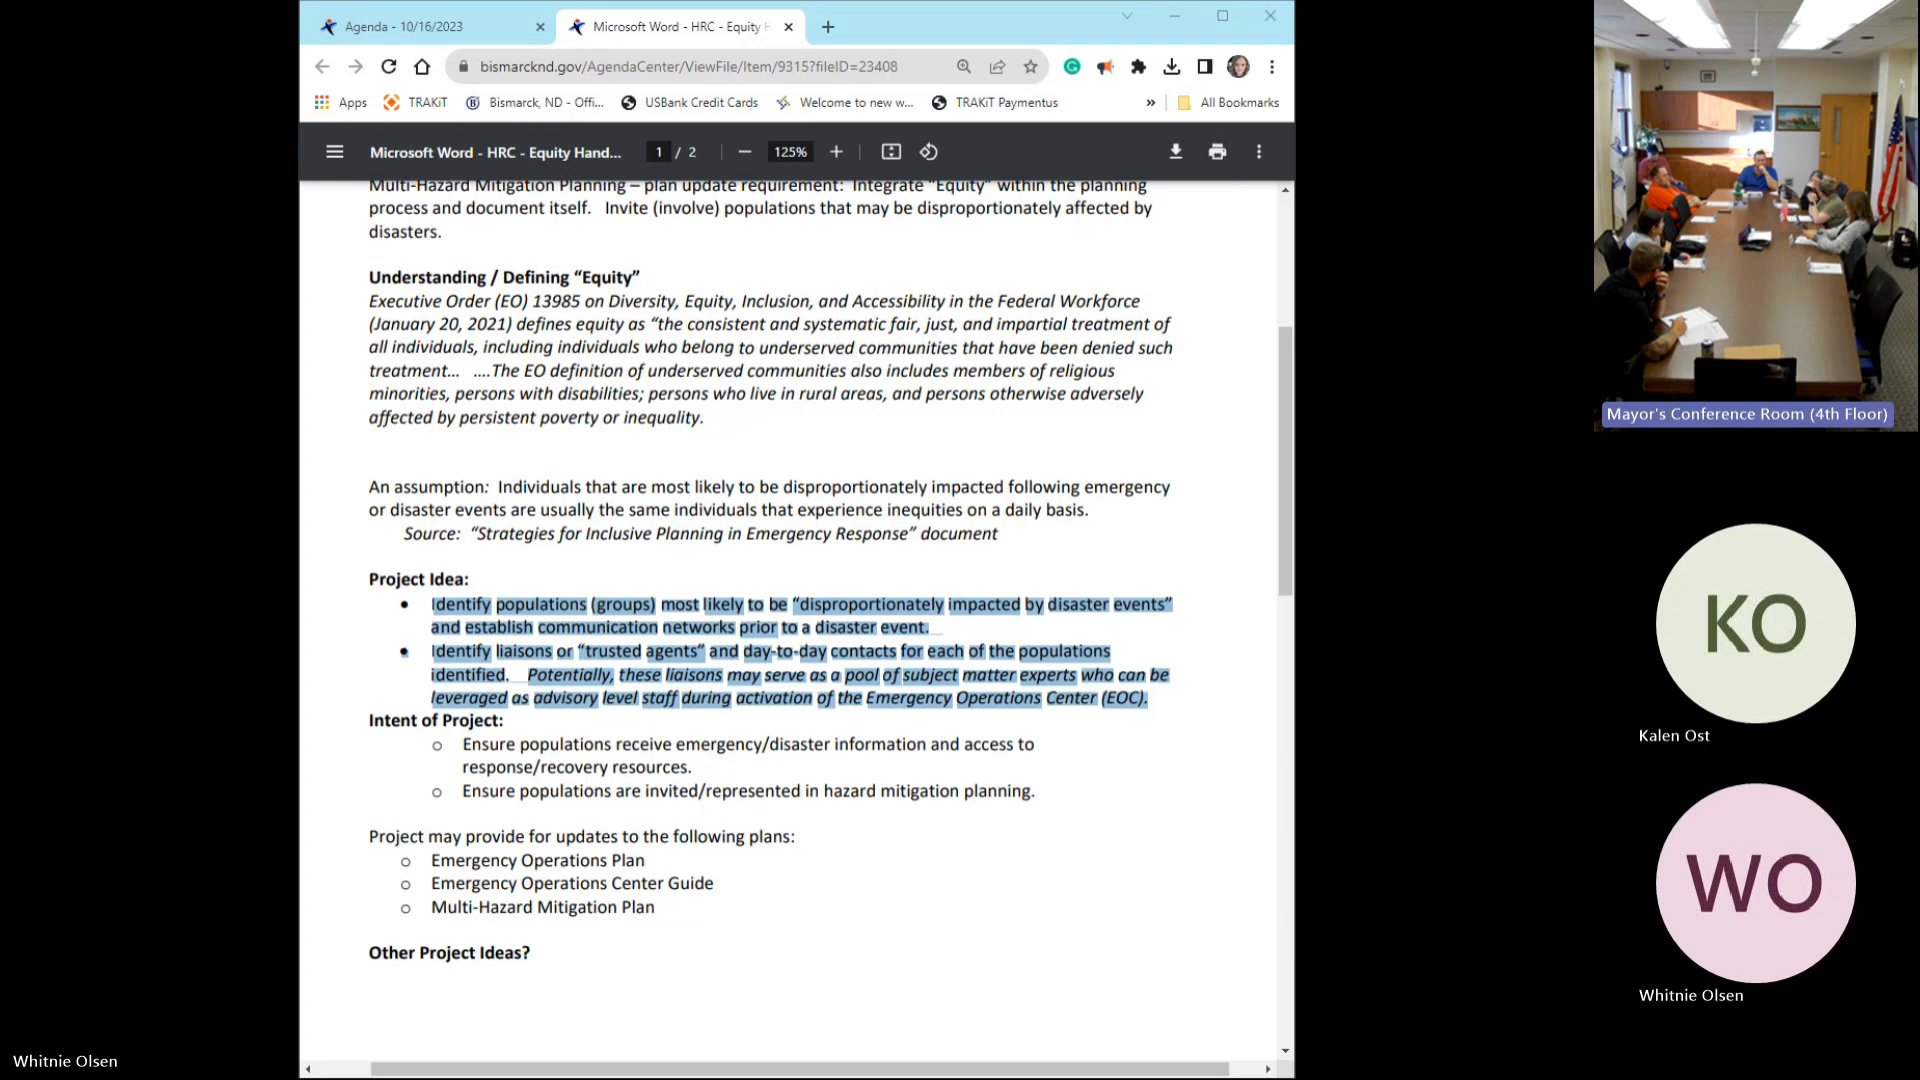 Agenda - 10/16/2023
Microsoft Word - HRC - Equity H
bismarcknd.gov/AgendaCenter/ViewFile/Item/9315?fileID=23408
Apps
TRAKiT
Bismarck, ND - Offi...
USBank Credit Cards
Welcome to new w...
TRAKiT Paymentus
»
All Bookmarks
Microsoft Word - HRC - Equity Hand...
1 / 2
125%
Multi-Hazard Mitigation Planning – plan update requirement: Integrate “Equity” within the planning
process and document itself. Invite (involve) populations that may be disproportionately affected by
disasters.
Understanding / Defining “Equity”
Executive Order (EO) 13985 on Diversity, Equity, Inclusion, and Accessibility in the Federal Workforce
(January 20, 2021) defines equity as “the consistent and systematic fair, just, and impartial treatment of
all individuals, including individuals who belong to underserved communities that have been denied such
treatment... ....The EO definition of underserved communities also includes members of religious
minorities, persons with disabilities; persons who live in rural areas, and persons otherwise adversely
affected by persistent poverty or inequality.
An assumption: Individuals that are most likely to be disproportionately impacted following emergency
or disaster events are usually the same individuals that experience inequities on a daily basis.
Source: “Strategies for Inclusive Planning in Emergency Response” document
Project Idea:
• Identify populations (groups) most likely to be “disproportionately impacted by disaster events”
and establish communication networks prior to a disaster event.
• Identify liaisons or “trusted agents” and day-to-day contacts for each of the populations
identified. Potentially, these liaisons may serve as a pool of subject matter experts who can be
leveraged as advisory level staff during activation of the Emergency Operations Center (EOC).
Intent of Project:
o Ensure populations receive emergency/disaster information and access to
response/recovery resources.
o Ensure populations are invited/represented in hazard mitigation planning.
Project may provide for updates to the following plans:
o Emergency Operations Plan
o Emergency Operations Center Guide
o Multi-Hazard Mitigation Plan
Other Project Ideas?
Mayor's Conference Room (4th Floor)
KO
Kalen Ost
WO
Whitnie Olsen
Whitnie Olsen